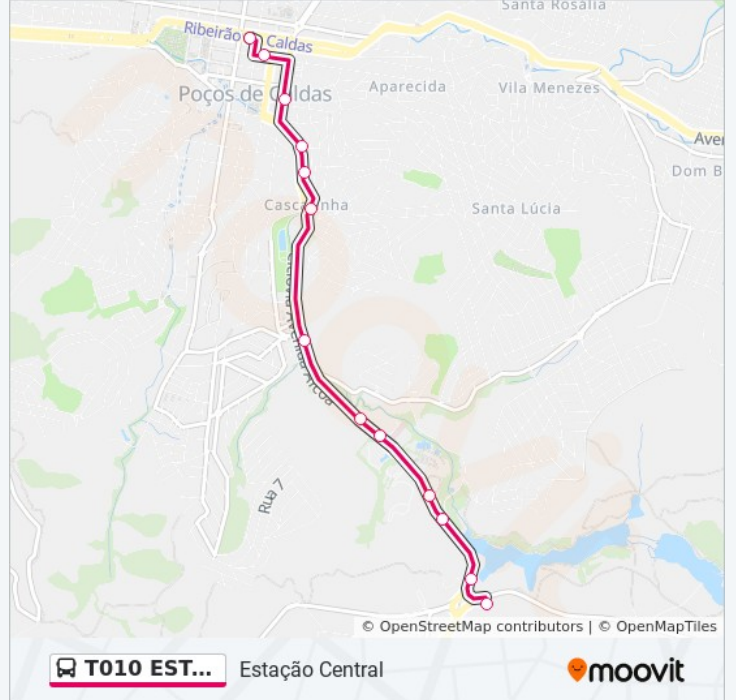 Santa Rosália
Ribeirão Caldas
Poços de Caldas
Aparecida
Vila Menezes
Aver
Dom B
Cascatinha
Santa Lúcia
Rua 7
© OpenStreetMap contributors | © OpenMapTiles
T010 EST...
Estação Central
moovit